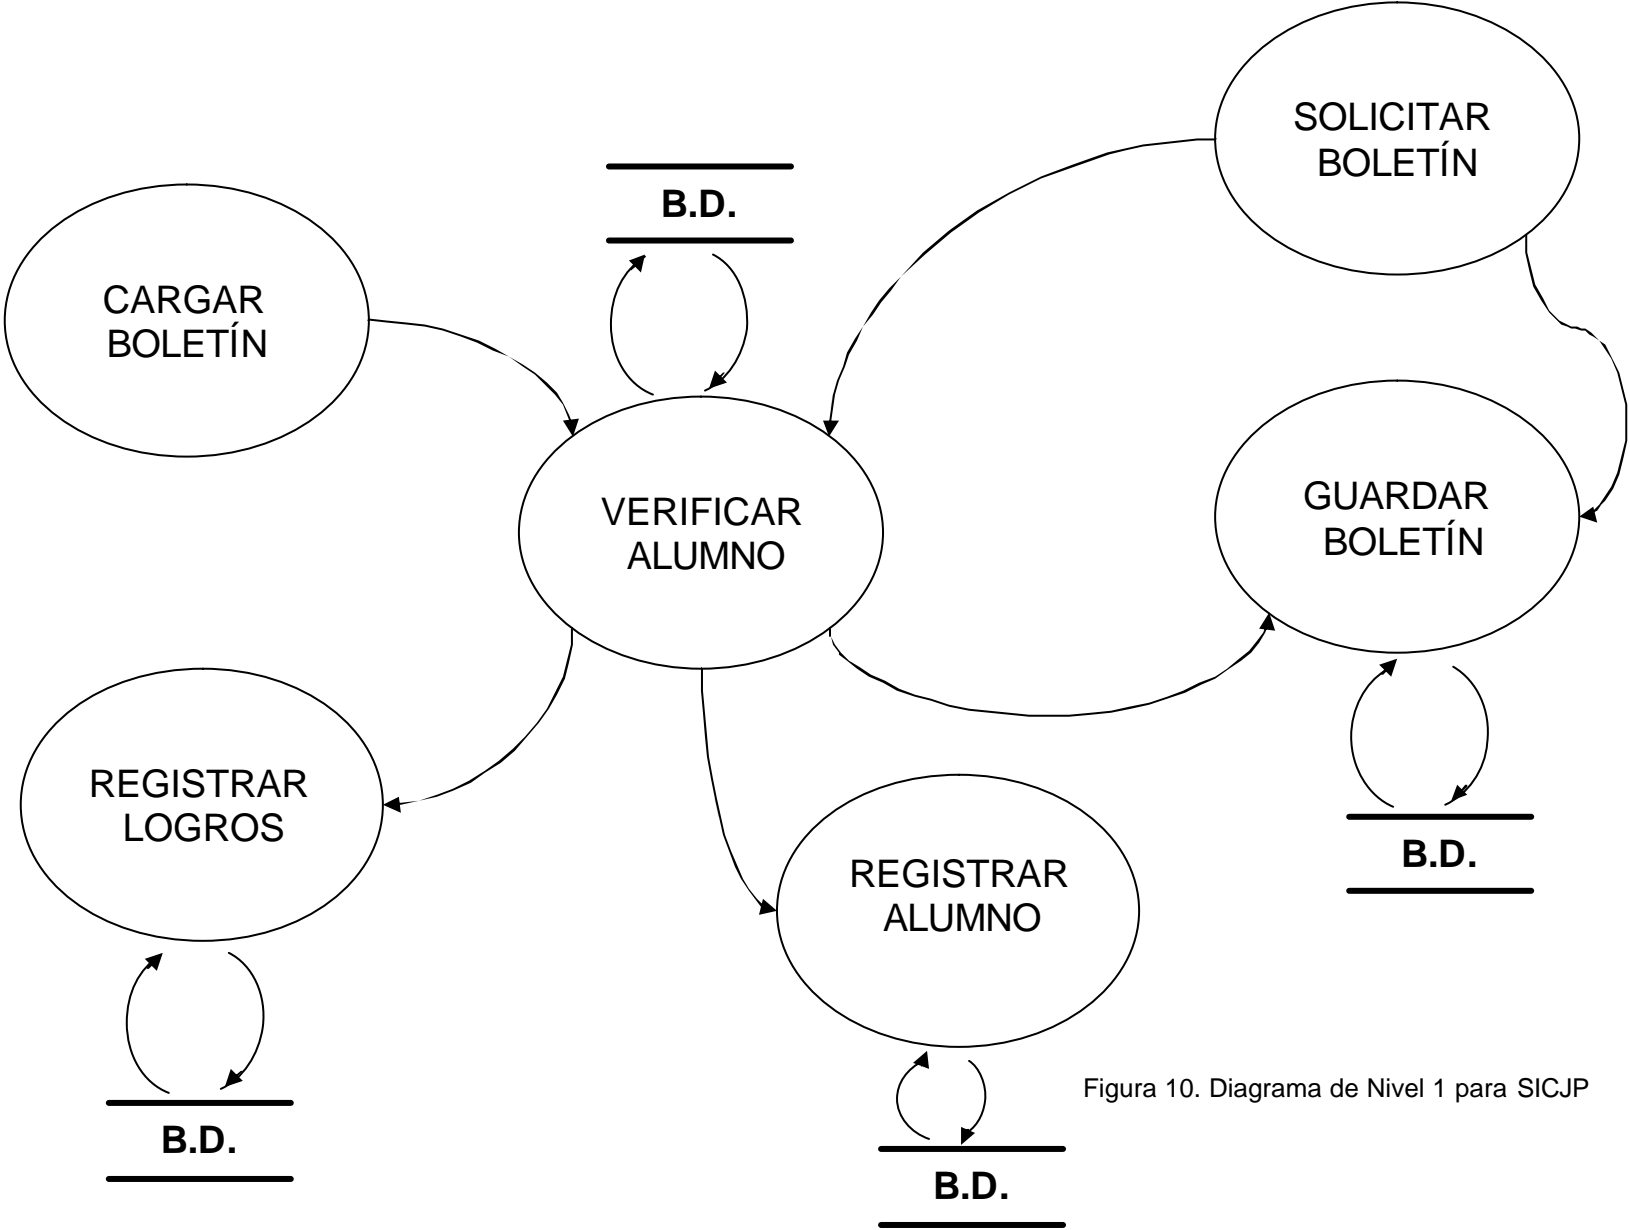 SOLICITAR
BOLETÍN
B.D.
CARGAR
BOLETÍN
VERIFICAR
ALUMNO
GUARDAR
BOLETÍN
REGISTRAR
LOGROS
B.D.
REGISTRAR
ALUMNO
Figura 10. Diagrama de Nivel 1 para SICJP
B.D.
B.D.